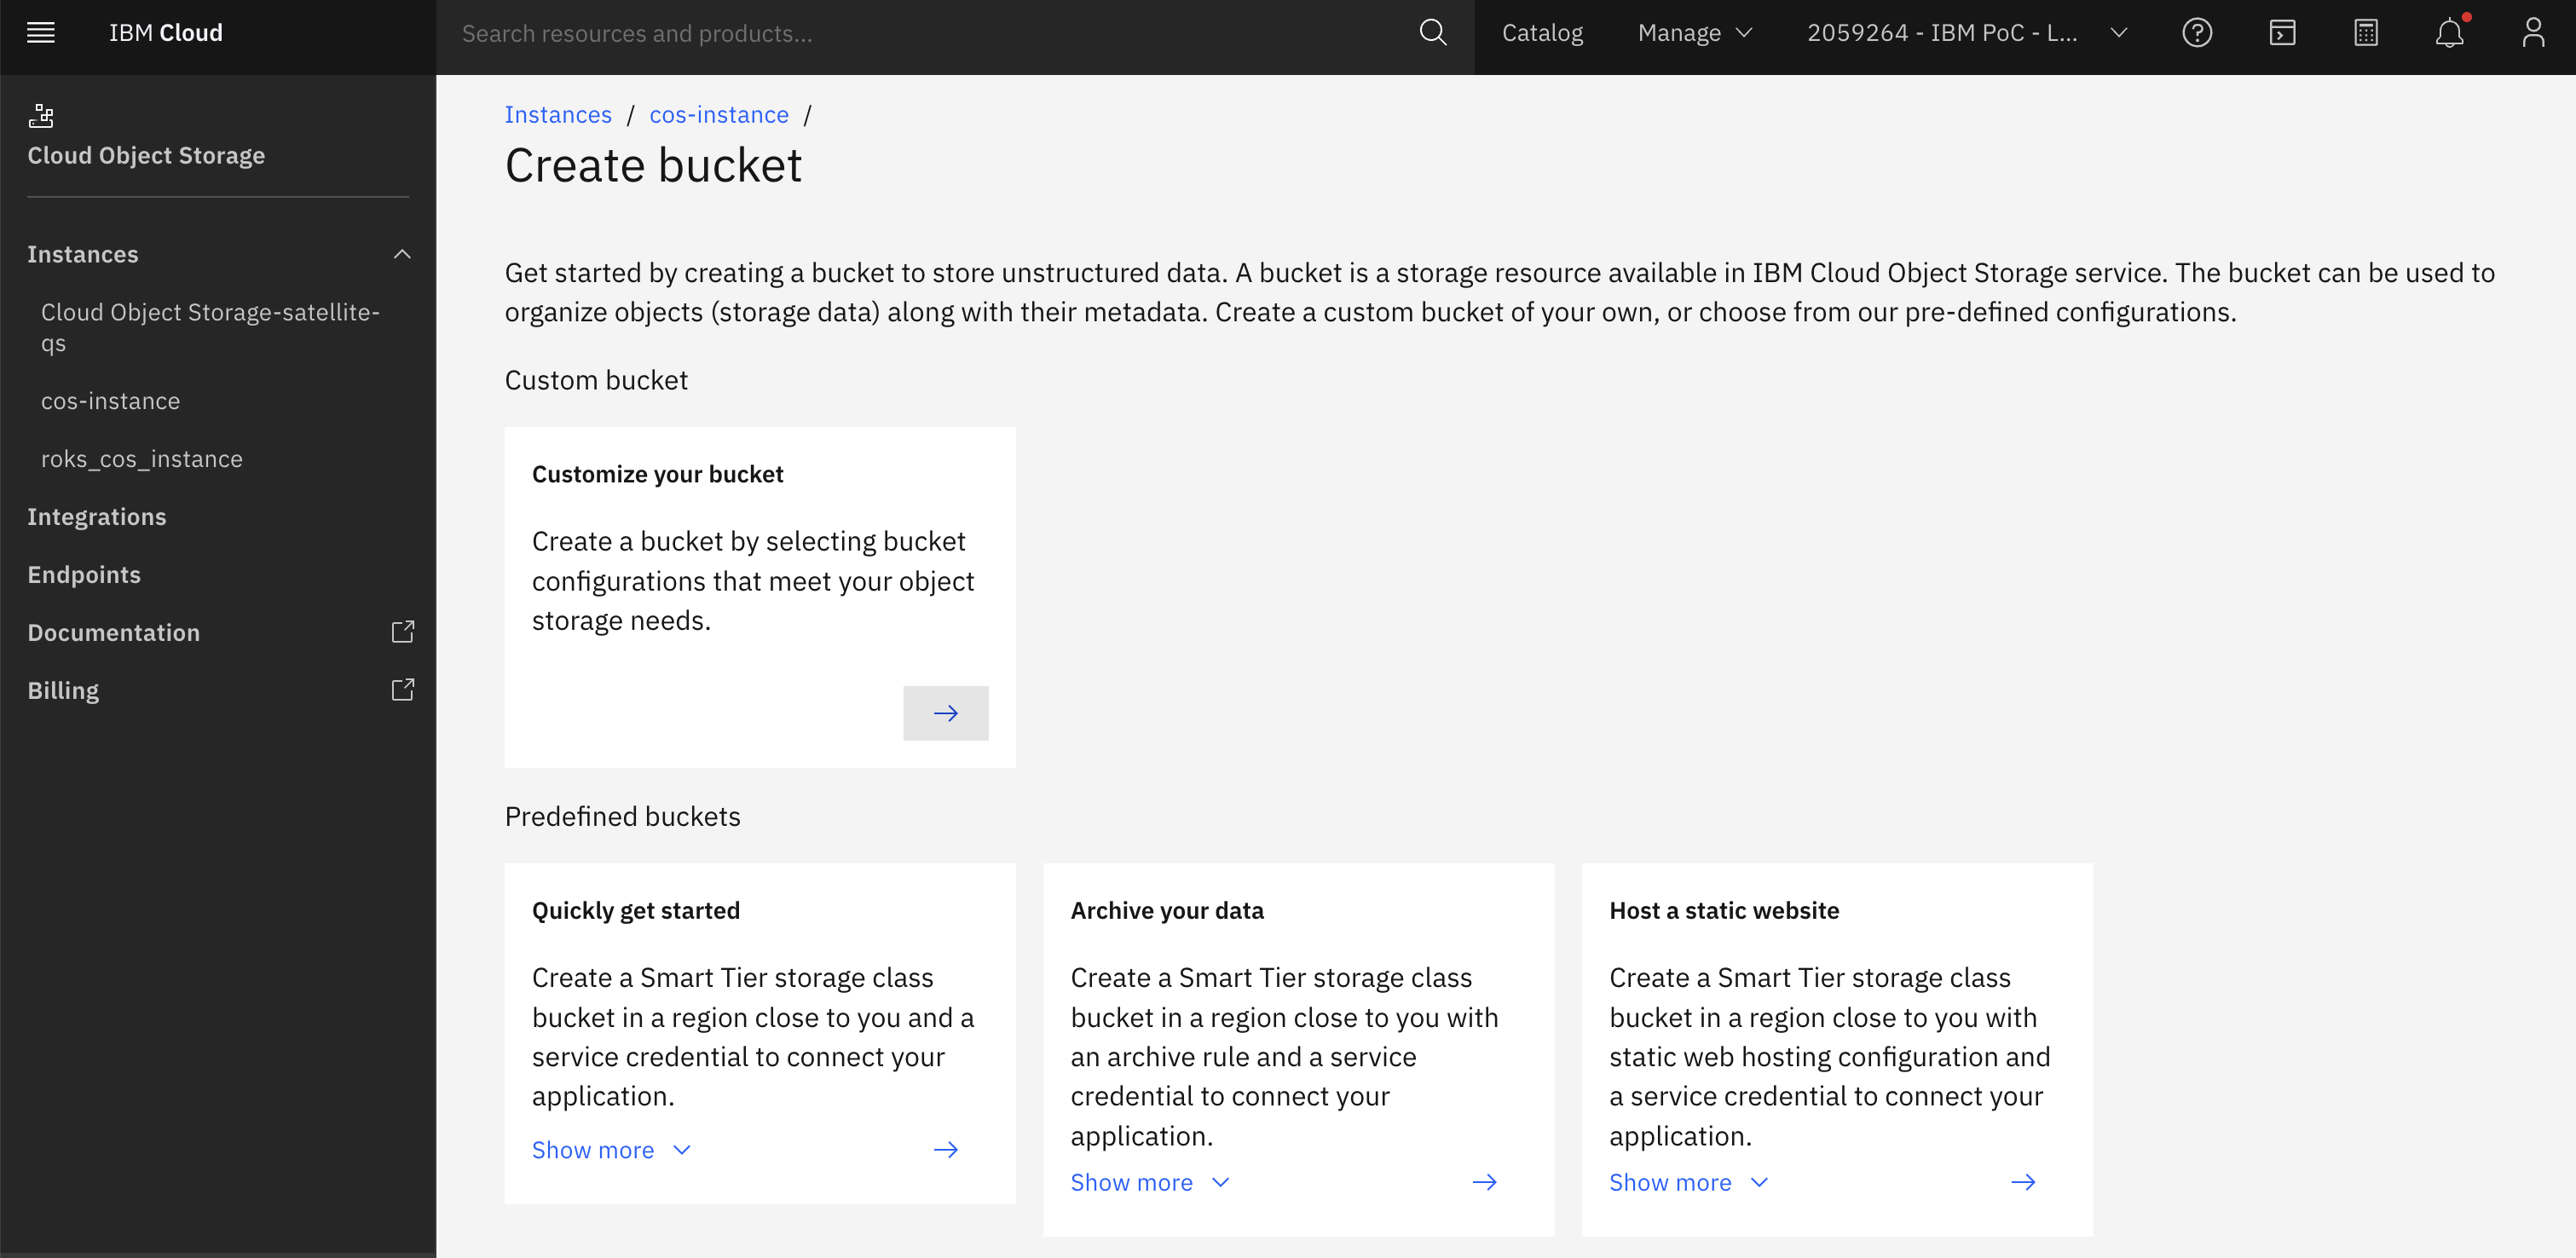 IBM Cloud
Search resources and products...
Catalog
Manage
2059264 - IBM PoC - L...
Cloud Object Storage
Instances
Cloud Object Storage-satellite-
qs
cos-instance
roks_cos_instance
Integrations
Endpoints
Documentation
Billing
Instances / cos-instance /
Create bucket
Get started by creating a bucket to store unstructured data. A bucket is a storage resource available in IBM Cloud Object Storage service. The bucket can be used to
organize objects (storage data) along with their metadata. Create a custom bucket of your own, or choose from our pre-defined configurations.
Custom bucket
Customize your bucket
Create a bucket by selecting bucket
configurations that meet your object
storage needs.
Predefined buckets
Quickly get started
Create a Smart Tier storage class
bucket in a region close to you and a
service credential to connect your
application.
Show more
Archive your data
Create a Smart Tier storage class
bucket in a region close to you with
an archive rule and a service
credential to connect your
application.
Show more
Host a static website
Create a Smart Tier storage class
bucket in a region close to you with
static web hosting configuration and
a service credential to connect your
application.
Show more